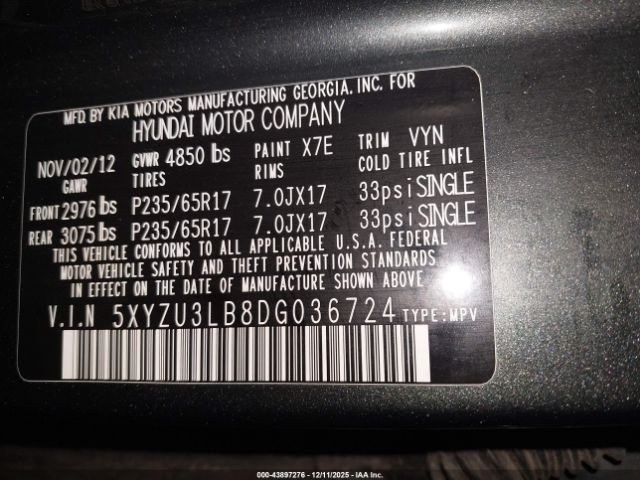 MFD. BY KIA MOTORS MANUFACTURING GEORGIA, INC. FOR
HYUNDAI MOTOR COMPANY
NOV/02/12 GVWR 4850 lbs PAINT X7E TRIM VYN
GAWR TIRES RIMS COLD TIRE INFL
FRONT 2976 lbs P235/65R17 7.0JX17 33psi SINGLE
REAR 3075 lbs P235/65R17 7.0JX17 33psi SINGLE
THIS VEHICLE CONFORMS TO ALL APPLICABLE U.S.A. FEDERAL
MOTOR VEHICLE SAFETY AND THEFT PREVENTION STANDARDS
IN EFFECT ON THE DATE OF MANUFACTURE SHOWN ABOVE.
V.I.N 5XYZU3LB8DG036724 TYPE:MPV
000-43897276 - 12/11/2025 - IAA Inc.